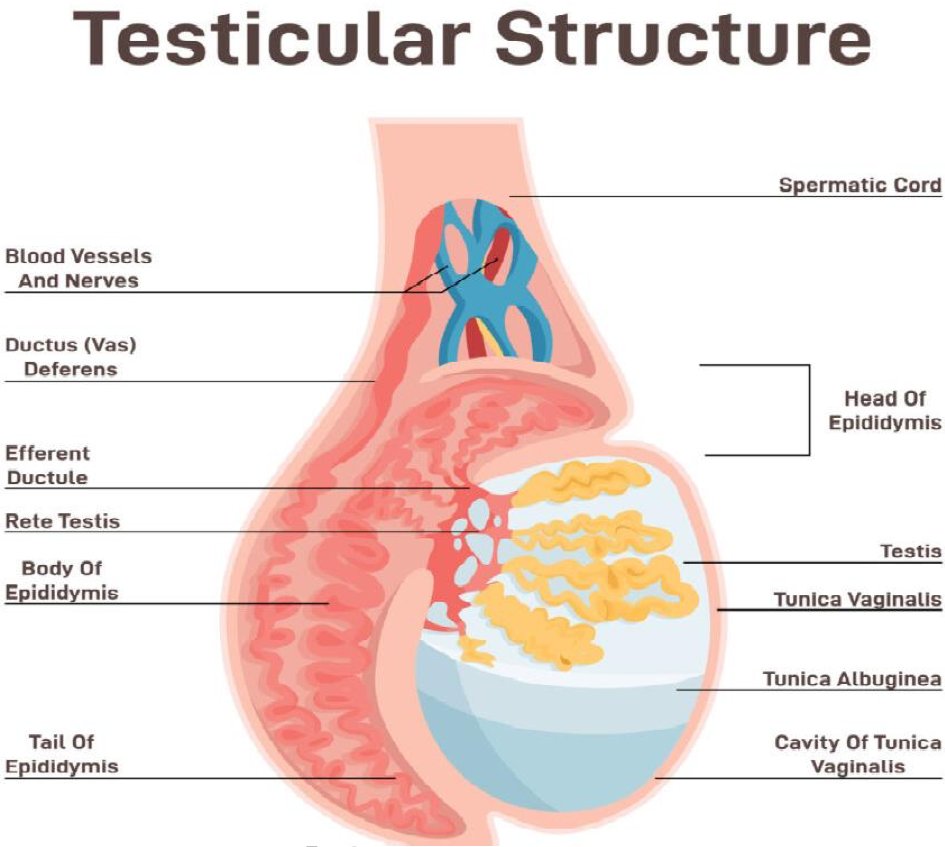 Testicular Structure
Spermatic Cord
Blood Vessels
And Nerves
Ductus (Vas)
Deferens
Head Of
Epididymis
Efferent
Ductule
Rete Testis
Testis
Body Of
Epididymis
Tunica Vaginalis
Tunica Albuginea
Tail Of
Epididymis
Cavity Of Tunica
Vaginalis